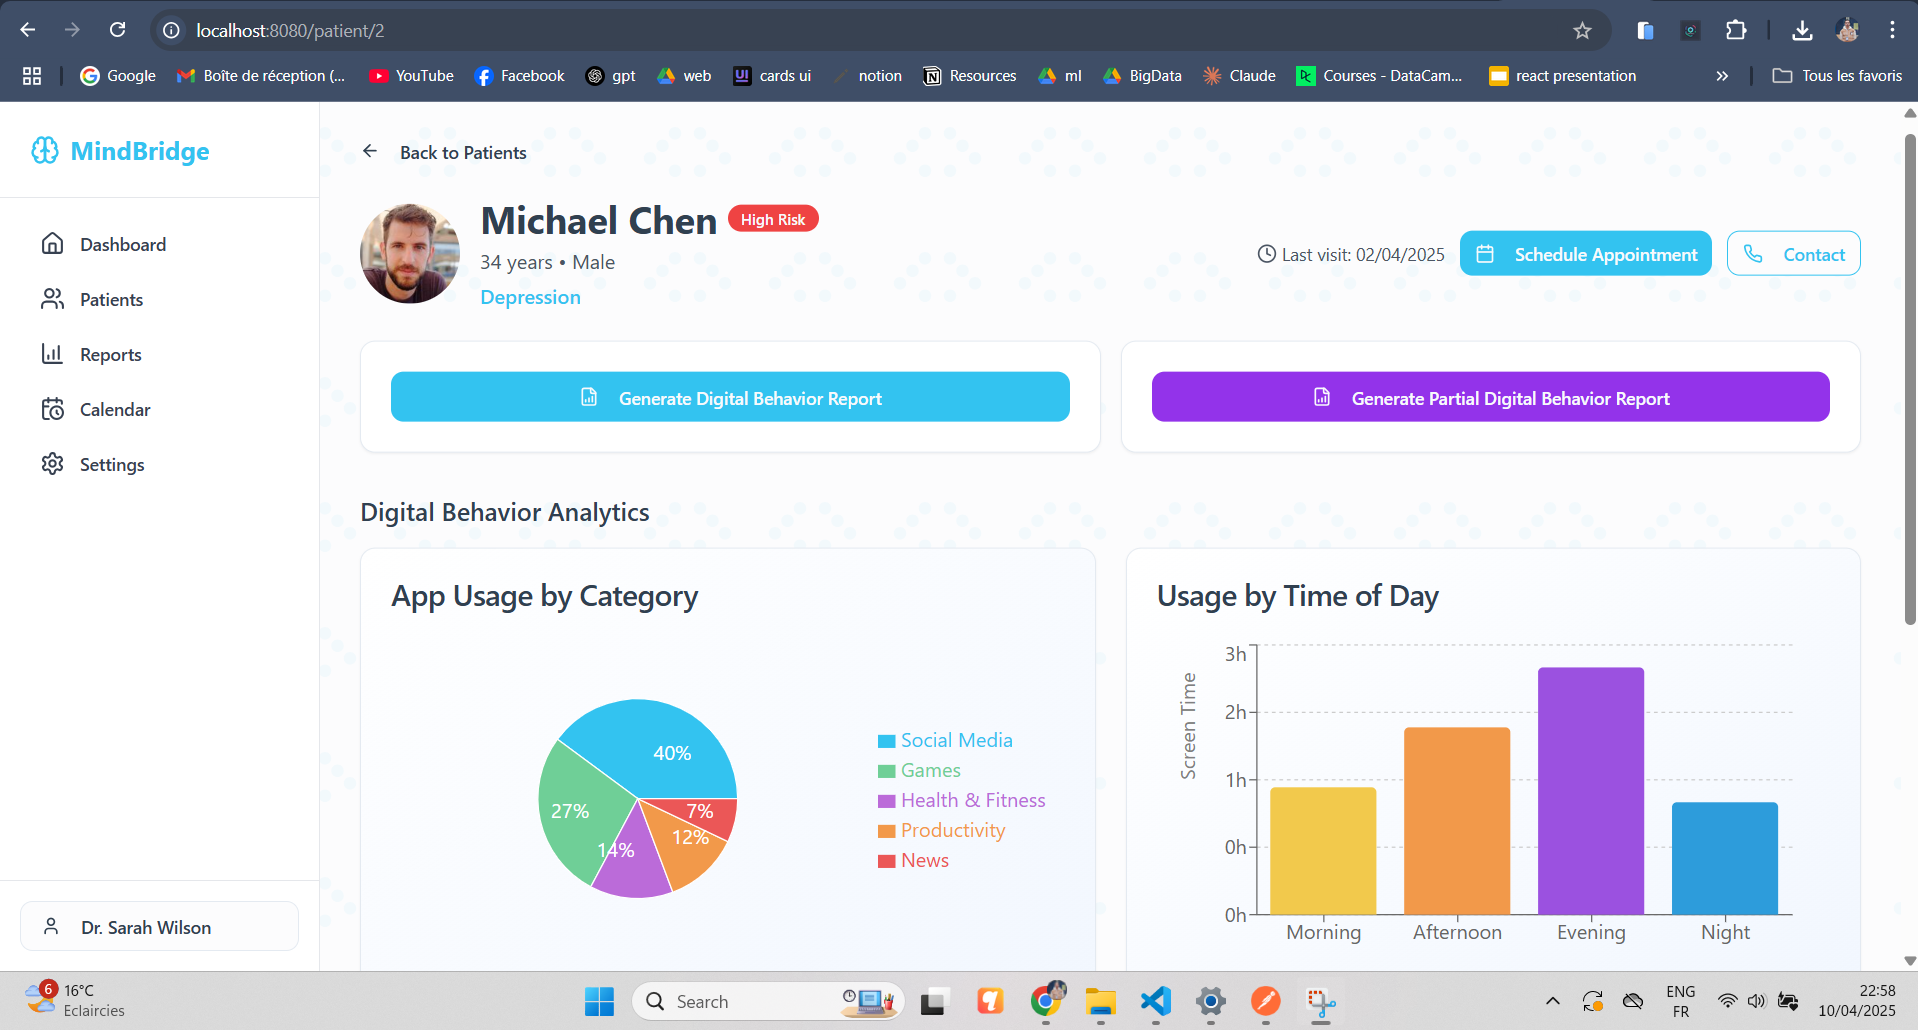 localhost:8080/patient/2
Google
Boîte de réception (...
YouTube
Facebook
gpt
web
UI
cards ui
notion
Resources
ml
BigData
Claude
Courses - DataCam...
react presentation
»
Tous les favoris
MindBridge
Dashboard
Patients
Reports
Calendar
Settings
Dr. Sarah Wilson
Back to Patients
Michael Chen
High Risk
34 years • Male
Depression
Last visit: 02/04/2025
Schedule Appointment
Contact
Generate Digital Behavior Report
Generate Partial Digital Behavior Report
Digital Behavior Analytics
App Usage by Category
40%
27%
14%
12%
7%
Social Media
Games
Health & Fitness
Productivity
News
Usage by Time of Day
Screen Time
3h
2h
1h
0h
0h
Morning
Afternoon
Evening
Night
6
16°C
Eclaircies
Search
ENG
FR
22:58
10/04/2025